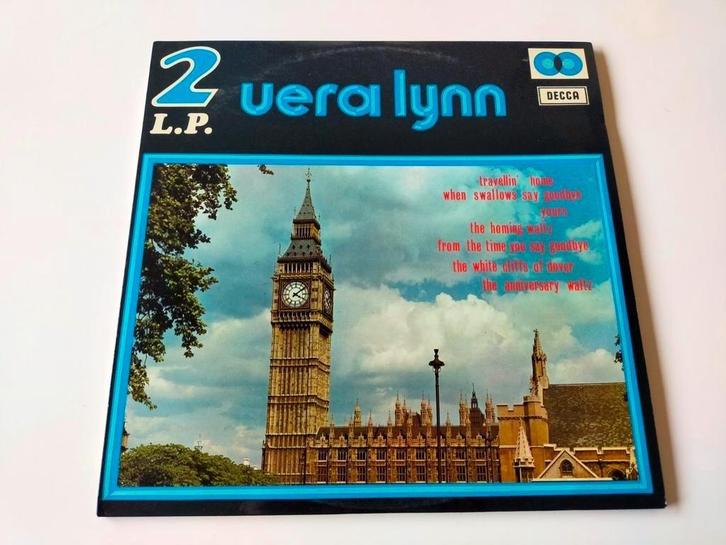 2
L.P.
vera lynn
DECCA
travellin' home
when swallows say goodbye
yours
the homing waltz
from the time you say goodbye
the white cliffs of dover
the anniversary waltz